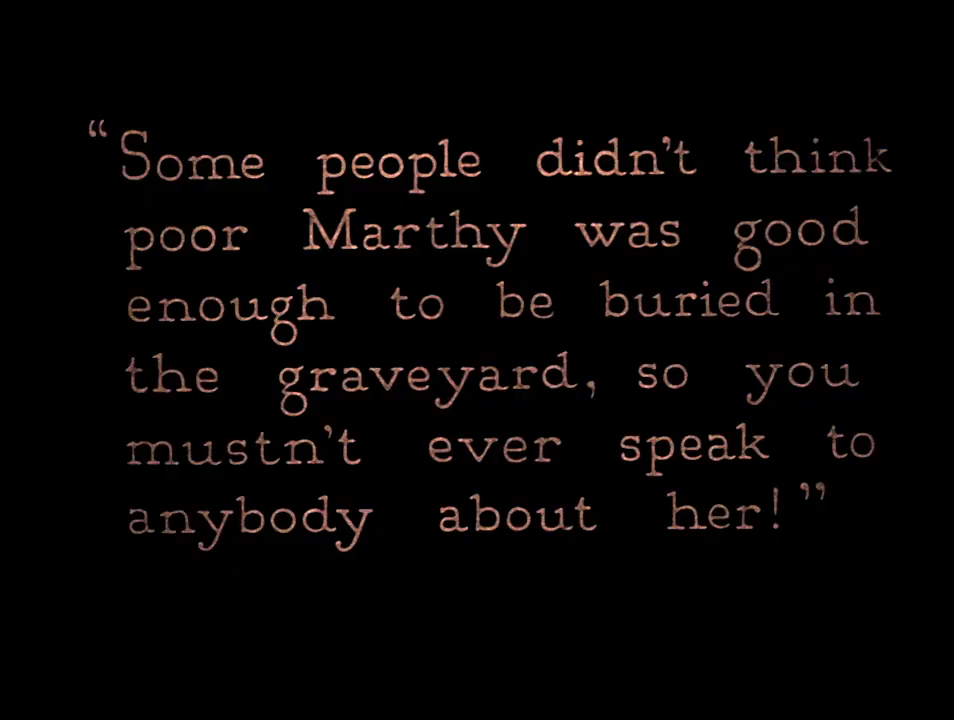 “Some people didn't think
poor Marthy was good
enough to be buried in
the graveyard, so you
mustn't ever speak to
anybody about her!”